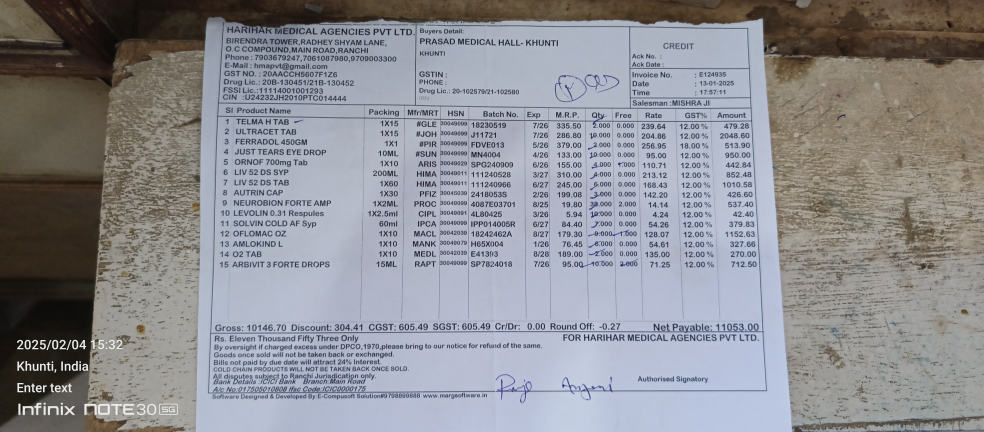 HARIHAR MEDICAL AGENCIES PVT LTD.
BIRENDRA TOWER,RADHEY SHYAM LANE,
O.C COMPOUND,MAIN ROAD,RANCHI
Phone : 7903679247,7061087980,9709003300
E-Mail : hmapvt@gmail.com
GST NO. : 20AACCH5607F1Z6
Drug Lic.: 20B-130451/21B-130452
FSSI Lic.:11114001001293
CIN :U24232JH2010PTC014444
Buyers Detail:
PRASAD MEDICAL HALL- KHUNTI
KHUNTI
GSTIN :
PHONE :
Drug Lic.: 20-102579/21-102580
CREDIT
Ack No. :
Ack Date :
Invoice No. : E124935
Date : 13-01-2025
Time : 17:57:11
Salesman :MISHRA JI
Sl Product Name Packing Mfr/MRT HSN Batch No. Exp M.R.P. Qty Free Rate GST% Amount
1 TELMA H TAB 1X15 #GLE 30049099 18230519 7/26 335.50 2.000 0.000 239.64 12.00 % 479.28
2 ULTRACET TAB 1X15 #JOH 30049099 J11721 7/26 286.80 10.000 0.000 204.86 12.00 % 2048.60
3 FERRADOL 450GM 1X1 #PIR 30049099 FDVE013 5/26 379.00 2.000 0.000 256.95 18.00 % 513.90
4 JUST TEARS EYE DROP 10ML #SUN 30049099 MN4004 4/26 133.00 10.000 0.000 95.00 12.00 % 950.00
5 ORNOF 700mg Tab 1X10 ARIS SPG240909 6/26 155.00 4.000 0.000 110.71 12.00 % 442.84
6 LIV 52 DS SYP 200ML HIMA 30049011 111240528 3/27 310.00 4.000 0.000 213.12 12.00 % 852.48
7 LIV 52 DS TAB 1X60 HIMA 30049011 111240966 6/27 245.00 6.000 0.000 168.43 12.00 % 1010.58
8 AUTRIN CAP 1X30 PFIZ 24180535 2/26 199.08 3.000 0.000 142.20 12.00 % 426.60
9 NEUROBION FORTE AMP 1X2ML PROC 4087E03701 8/25 19.80 38.000 2.000 14.14 12.00 % 537.40
10 LEVOLIN 0.31 Respules 1X2.5ml CIPL 4L80425 3/26 5.94 10.000 0.000 4.24 12.00 % 42.40
11 SOLVIN COLD AF Syp 60ml IPCA IPP014005R 6/27 84.40 7.000 0.000 54.26 12.00 % 379.83
12 OFLOMAC OZ 1X10 MACL 18242462A 8/27 179.30 9.000 1.000 128.07 12.00 % 1152.63
13 AMLOKIND L 1X10 MANK H65X004 1/26 76.45 6.000 0.000 54.61 12.00 % 327.66
14 O2 TAB 1X10 MEDL E41393 8/28 189.00 2.000 0.000 135.00 12.00 % 270.00
15 ARBIVIT 3 FORTE DROPS 15ML RAPT SP7824018 7/26 95.00 10.000 2.000 71.25 12.00 % 712.50
Gross: 10146.70 Discount: 304.41 CGST: 605.49 SGST: 605.49 Cr/Dr: 0.00 Round Off: -0.27 Net Payable: 11053.00
Rs. Eleven Thousand Fifty Three Only
FOR HARIHAR MEDICAL AGENCIES PVT LTD.
By oversight if charged excess under DPCO,1970,please bring to our notice for refund of the same.
Goods once sold will not be taken back or exchanged.
Bills not paid by due date will attract 24% interest.
COLD CHAIN PRODUCTS WILL NOT BE TAKEN BACK ONCE SOLD.
All disputes subject to Ranchi Jurisdication only.
Bank Details :ICICI Bank Branch:Main Road
A/c No:017505010808 Ifsc Code:ICIC0000175
Authorised Signatory
Software Designed & Developed By:E-Compusoft Solution#9798899888 www.margsoftware.in
2025/02/04 15:32
Khunti, India
Enter text
Infinix NOTE30 5G